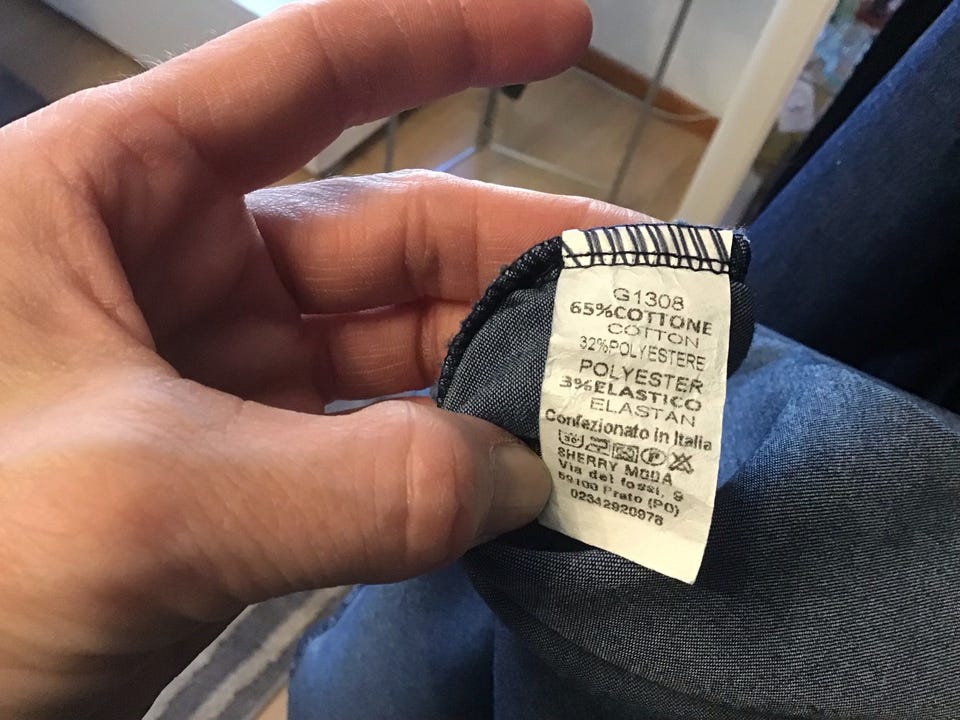 G1308
65%COTTONE
COTTON
32%POLYESTERE
POLYESTER
3%ELASTICO
ELASTAN
Confezionato in Italia
30 P
SHERRY MODA
Via dei fossi, 9
59100 Prato (PO)
02342920978